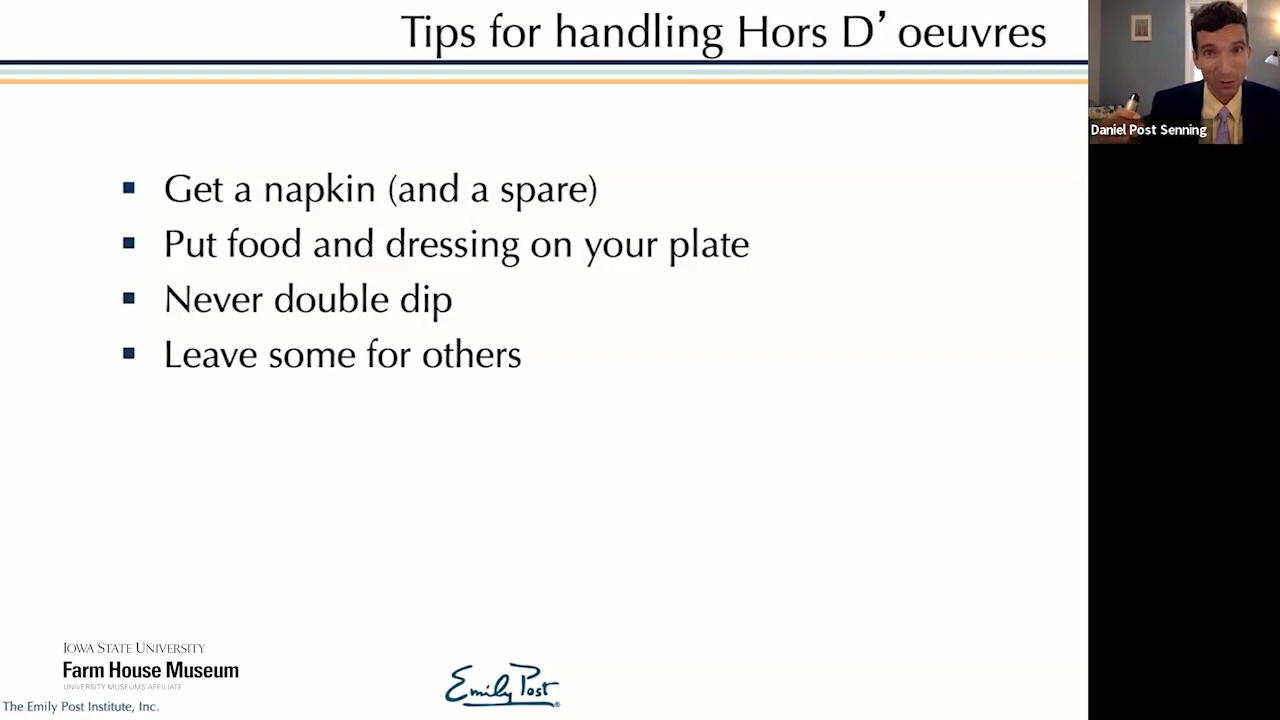 Tips for handling Hors D’ oeuvres
Daniel Post Senning
▪ Get a napkin (and a spare)
▪ Put food and dressing on your plate
▪ Never double dip
▪ Leave some for others
IOWA STATE UNIVERSITY
Farm House Museum
UNIVERSITY MUSEUMS AFFILIATE
Emily Post®
The Emily Post Institute, Inc.